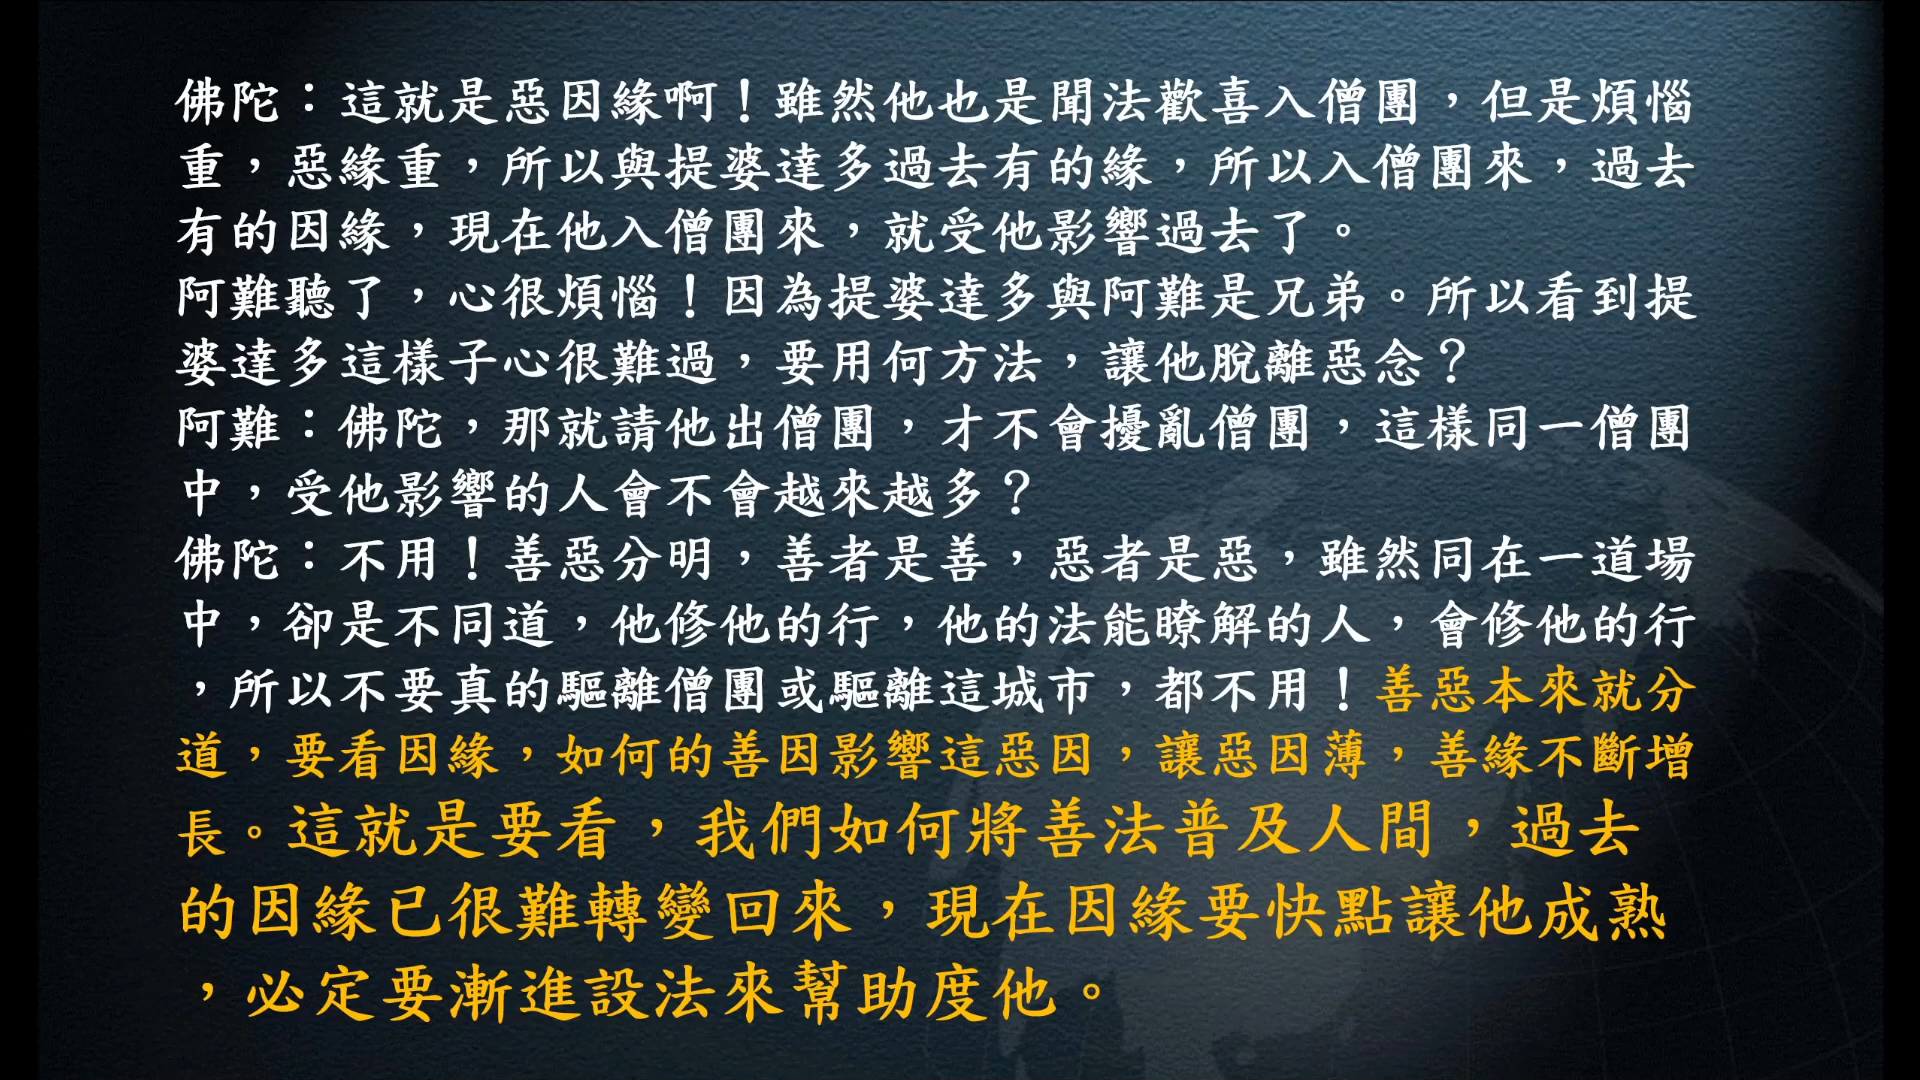 佛陀：這就是惡因緣啊！雖然他也是聞法歡喜入僧團，但是煩惱
重，惡緣重，所以與提婆達多過去有的緣，所以入僧團來，過去
有的因緣，現在他入僧團來，就受他影響過去了。
阿難聽了，心很煩惱！因為提婆達多與阿難是兄弟。所以看到提
婆達多這樣子心很難過，要用何方法，讓他脫離惡念？
阿難：佛陀，那就請他出僧團，才不會擾亂僧團，這樣同一僧團
中，受他影響的人會不會越來越多？
佛陀：不用！善惡分明，善者是善，惡者是惡，雖然同在一道場
中，卻是不同道，他修他的行，他的法能瞭解的人，會修他的行
，所以不要真的驅離僧團或驅離這城市，都不用！善惡本來就分
道，要看因緣，如何的善因影響這惡因，讓惡因薄，善緣不斷增
長。這就是要看，我們如何將善法普及人間，過去
的因緣已很難轉變回來，現在因緣要快點讓他成熟
，必定要漸進設法來幫助度他。